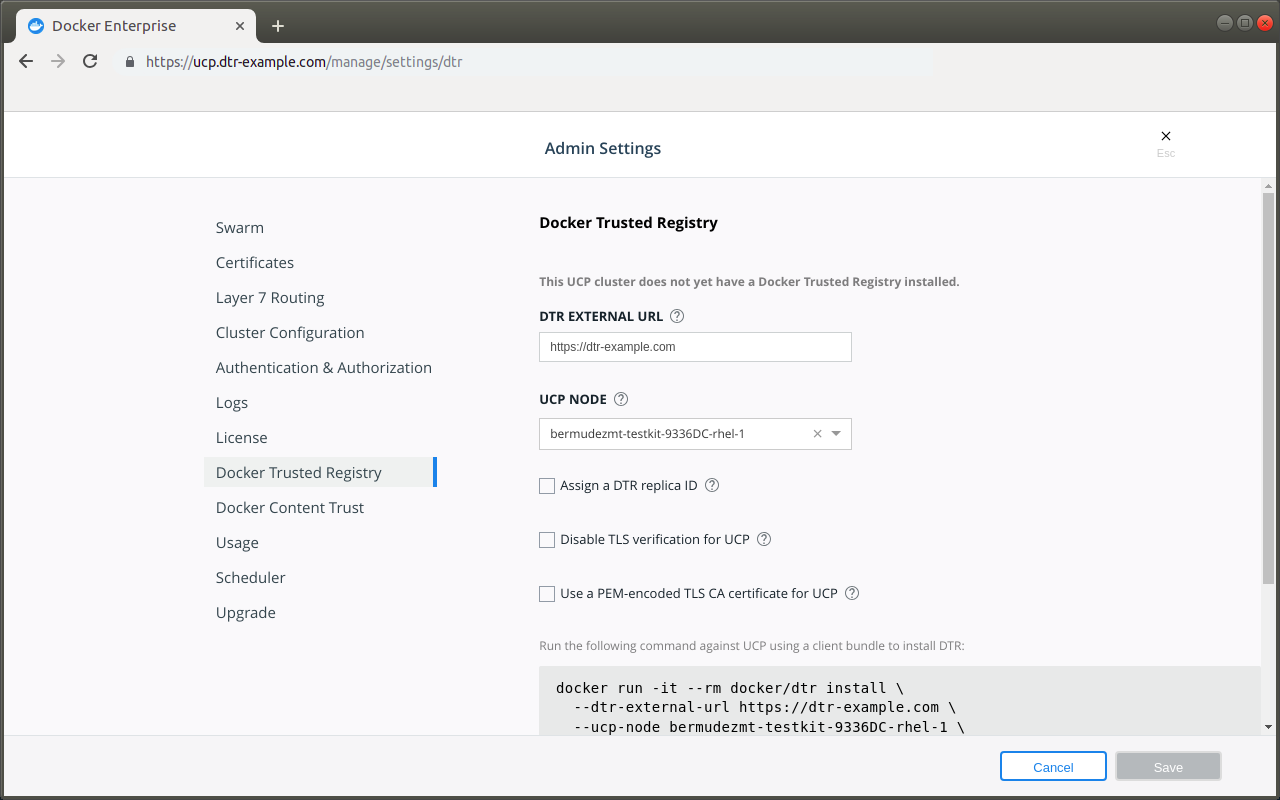 Docker Enterprise
https://ucp.dtr-example.com/manage/settings/dtr
Admin Settings
Esc
Swarm
Certificates
Layer 7 Routing
Cluster Configuration
Authentication & Authorization
Logs
License
Docker Trusted Registry
Docker Content Trust
Usage
Scheduler
Upgrade
Docker Trusted Registry
This UCP cluster does not yet have a Docker Trusted Registry installed.
DTR EXTERNAL URL ?
https://dtr-example.com
UCP NODE ?
bermudezmt-testkit-9336DC-rhel-1
Assign a DTR replica ID ?
Disable TLS verification for UCP ?
Use a PEM-encoded TLS CA certificate for UCP ?
Run the following command against UCP using a client bundle to install DTR:
docker run -it --rm docker/dtr install \
--dtr-external-url https://dtr-example.com \
--ucp-node bermudezmt-testkit-9336DC-rhel-1 \
Cancel
Save